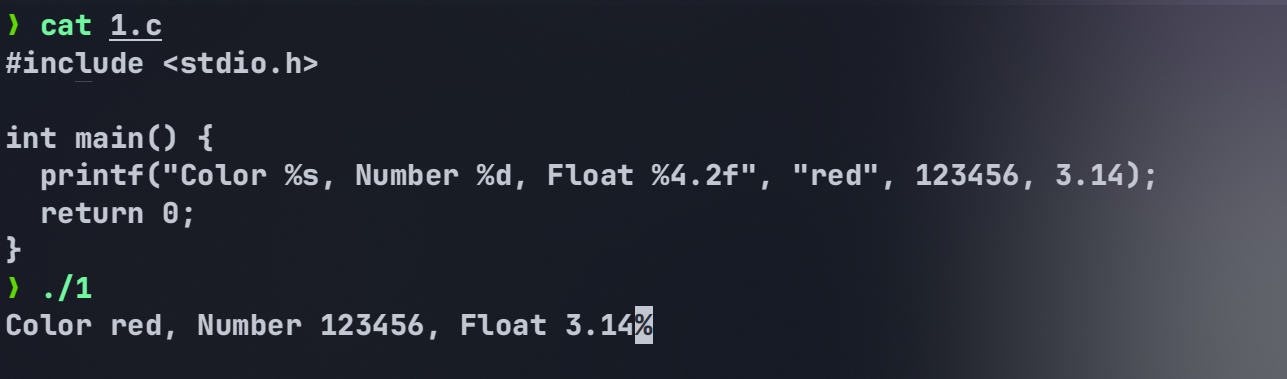 ❯ cat 1.c
#include <stdio.h>
int main() {
  printf("Color %s, Number %d, Float %4.2f", "red", 123456, 3.14);
  return 0;
}
❯ ./1
Color red, Number 123456, Float 3.14%